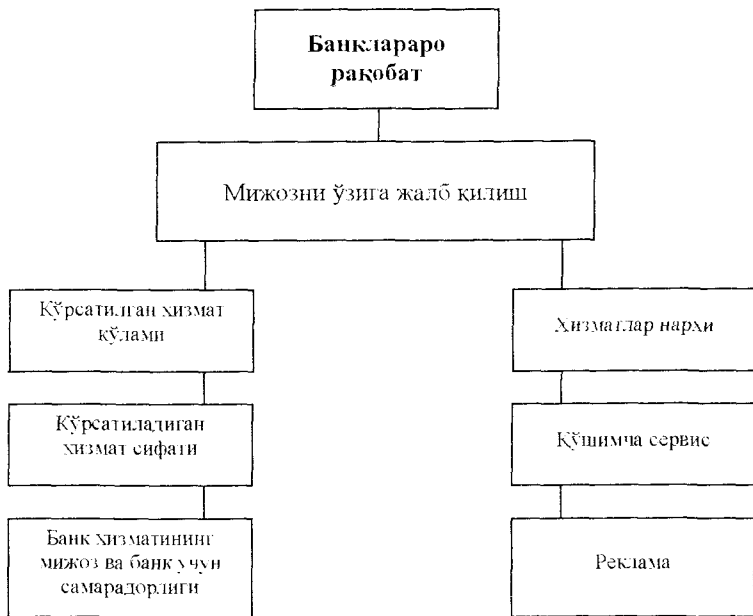 Банклараро
рақобат
Мижозни ўзига жалб қилиш
Кўрсатилган хизмат
кўлами
Кўрсатиладиган
хизмат сифати
Банк хизматининг
мижоз ва банк учун
самарадорлиги
Хизматлар нархи
Қўшимча сервис
Реклама